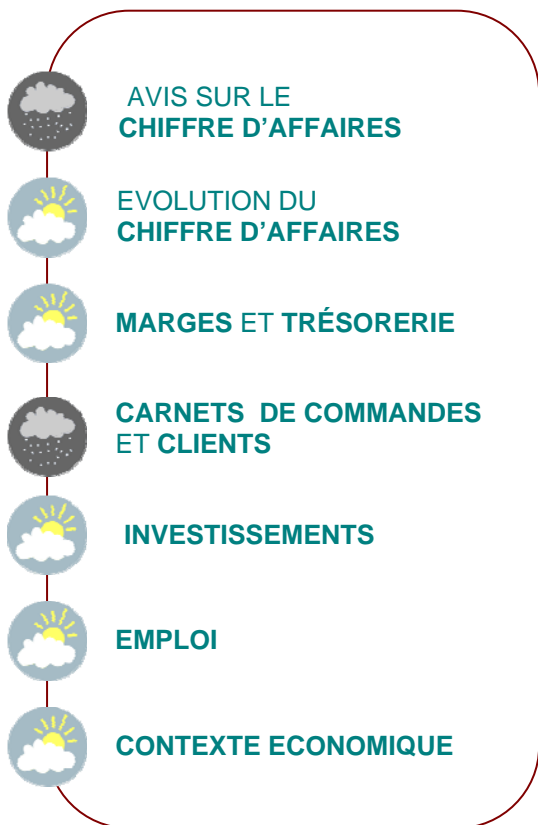 AVIS SUR LE
CHIFFRE D’AFFAIRES
EVOLUTION DU
CHIFFRE D’AFFAIRES
MARGES ET TRÉSORERIE
CARNETS DE COMMANDES
ET CLIENTS
INVESTISSEMENTS
EMPLOI
CONTEXTE ECONOMIQUE